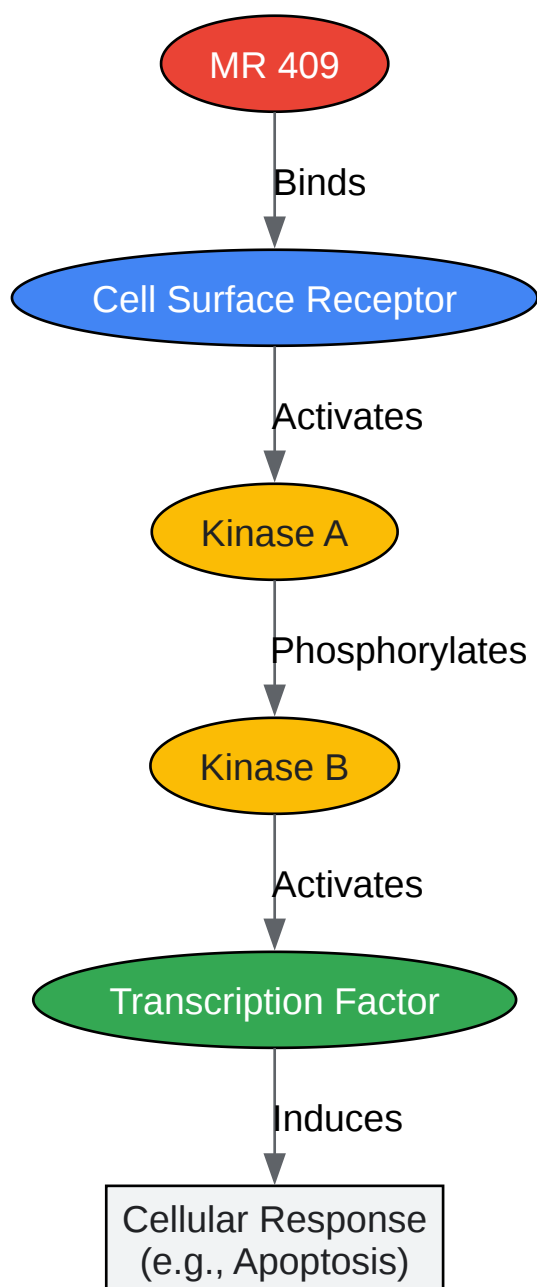 MR 409
Binds
Cell Surface Receptor
Activates
Kinase A
Phosphorylates
Kinase B
Activates
Transcription Factor
Induces
Cellular Response
(e.g., Apoptosis)